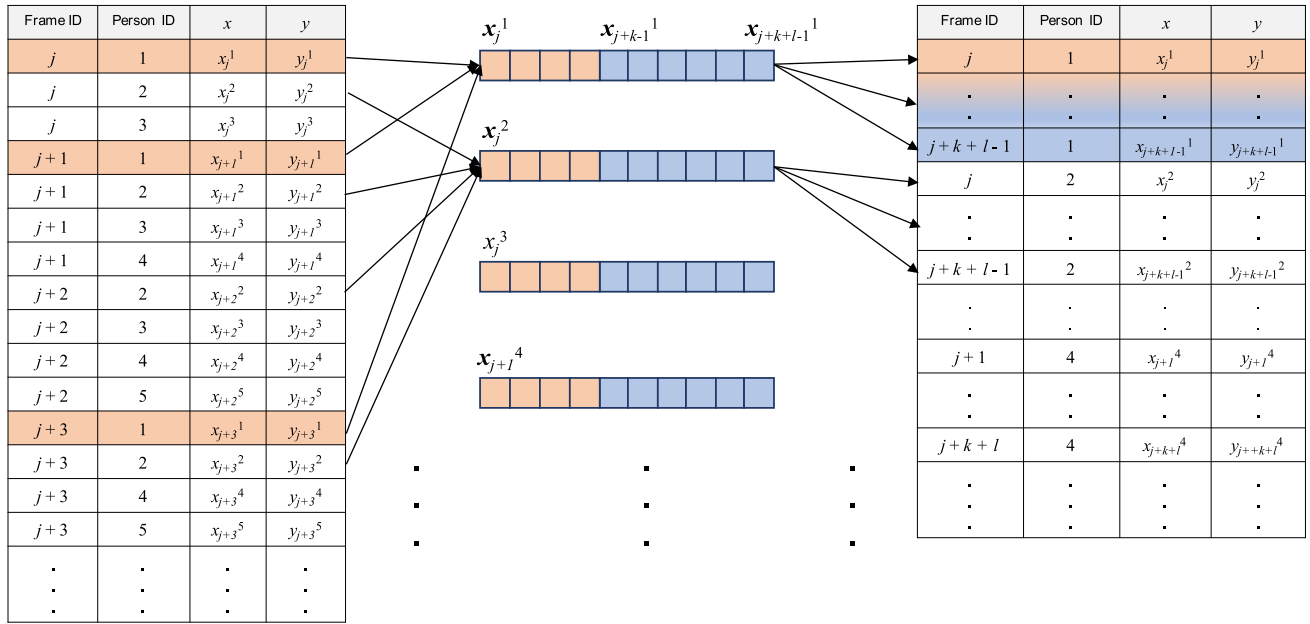 Frame ID Person ID x y
j 1 x_j^1 y_j^1
j 2 x_j^2 y_j^2
j 3 x_j^3 y_j^3
j + 1 1 x_{j+1}^1 y_{j+1}^1
j + 1 2 x_{j+1}^2 y_{j+1}^2
j + 1 3 x_{j+1}^3 y_{j+1}^3
j + 1 4 x_{j+1}^4 y_{j+1}^4
j + 2 2 x_{j+2}^2 y_{j+2}^2
j + 2 3 x_{j+2}^3 y_{j+2}^3
j + 2 4 x_{j+2}^4 y_{j+2}^4
j + 2 5 x_{j+2}^5 y_{j+2}^5
j + 3 1 x_{j+3}^1 y_{j+3}^1
j + 3 2 x_{j+3}^2 y_{j+3}^2
j + 3 4 x_{j+3}^4 y_{j+3}^4
j + 3 5 x_{j+3}^5 y_{j+3}^5
x_j^1 x_{j+k-1}^1 x_{j+k+l-1}^1
x_j^2
x_j^3
x_{j+1}^4
Frame ID Person ID x y
j 1 x_j^1 y_j^1
j + k + l - 1 1 x_{j+k+l-1}^1 y_{j+k+l-1}^1
j 2 x_j^2 y_j^2
j + k + l - 1 2 x_{j+k+l-1}^2 y_{j+k+l-1}^2
j + 1 4 x_{j+1}^4 y_{j+1}^4
j + k + l 4 x_{j+k+l}^4 y_{j++k+l}^4